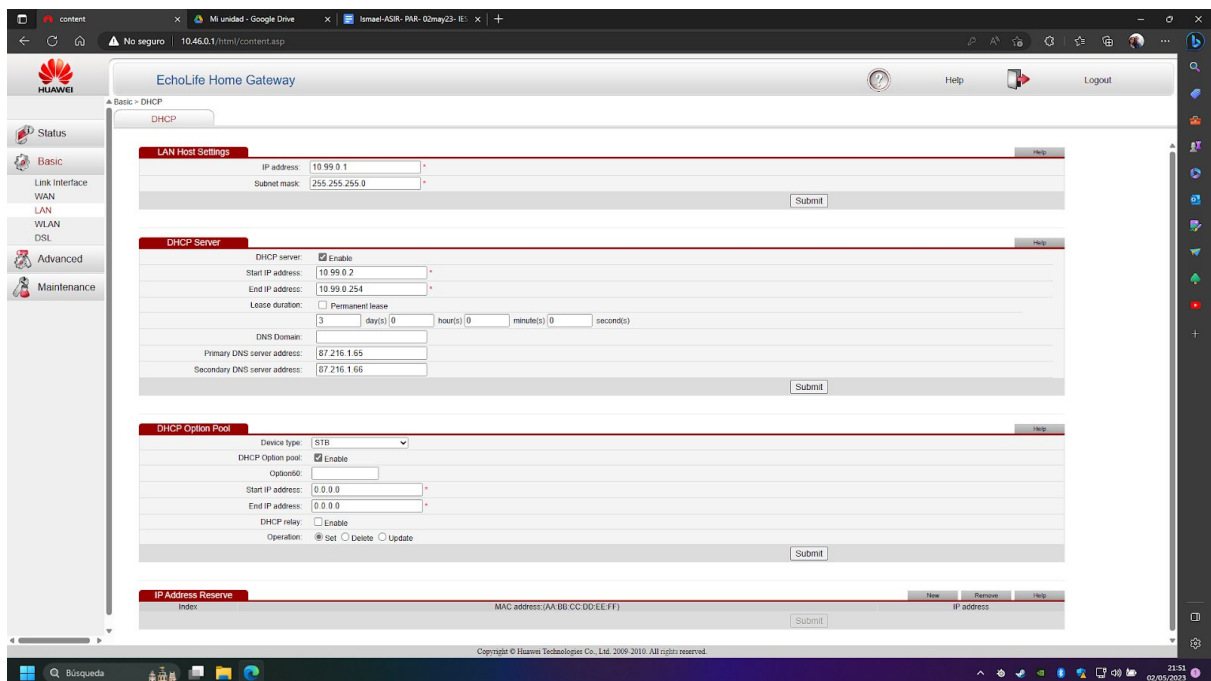 content
Mi unidad - Google Drive
Ismael-ASIR- PAR- 02may23- IES
No seguro 10.46.0.1/html/content.asp
HUAWEI
EchoLife Home Gateway
Help
Logout
Basic > DHCP
DHCP
Status
Basic
Link Interface
WAN
LAN
WLAN
DSL
Advanced
Maintenance
LAN Host Settings Help
IP address: 10.99.0.1 *
Subnet mask: 255.255.255.0 *
Submit
DHCP Server Help
DHCP server: Enable
Start IP address: 10.99.0.2 *
End IP address: 10.99.0.254 *
Lease duration: Permanent lease
3 day(s) 0 hour(s) 0 minute(s) 0 second(s)
DNS Domain:
Primary DNS server address: 87.216.1.65
Secondary DNS server address: 87.216.1.66
Submit
DHCP Option Pool Help
Device type: STB
DHCP Option pool: Enable
Option60:
Start IP address: 0.0.0.0 *
End IP address: 0.0.0.0 *
DHCP relay: Enable
Operation: Set Delete Update
Submit
IP Address Reserve New Remove Help
Index MAC address:(AA:BB:CC:DD:EE:FF) IP address
Submit
Copyright © Huawei Technologies Co., Ltd. 2009-2010. All rights reserved.
Búsqueda
21:51
02/05/2023